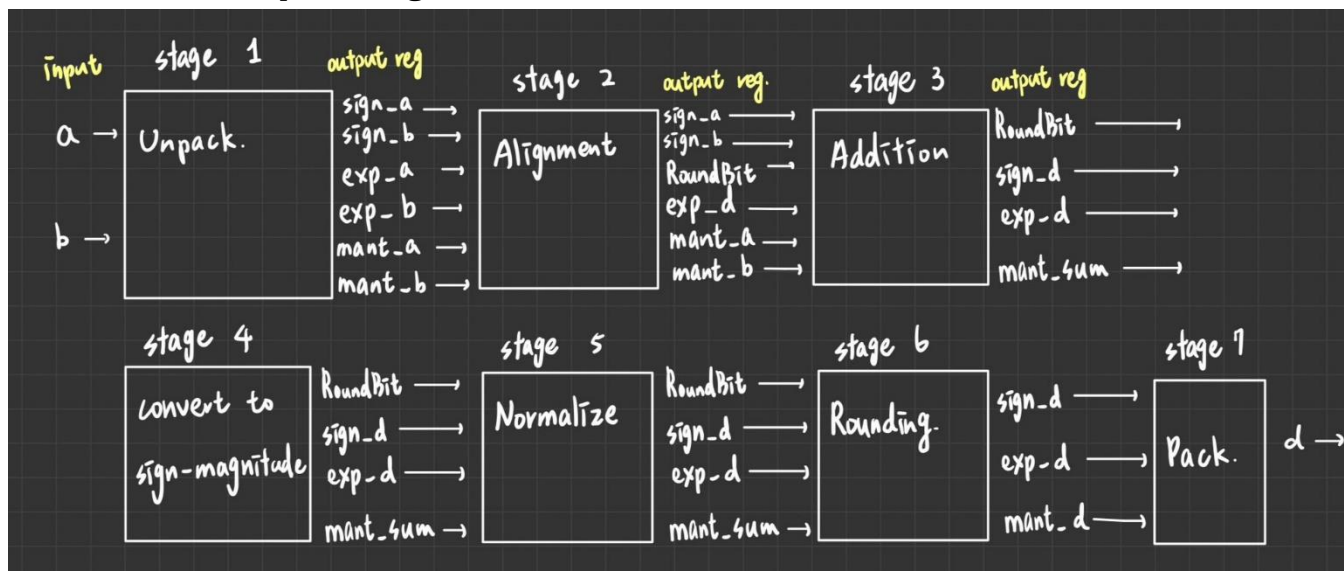 input
stage 1
output reg
stage 2
output reg.
stage 3
output reg
a →
b →
Unpack.
sign_a →
sign_b →
exp_a →
exp_b →
mant_a →
mant_b →
Alignment
sign_a →
sign_b →
RoundBit →
exp_d →
mant_a →
mant_b →
Addition
RoundBit →
sign_d →
exp_d →
mant_sum →
stage 4
stage 5
stage 6
stage 7
convert to
sign-magnitude
RoundBit →
sign_d →
exp_d →
mant_sum →
Normalize
RoundBit →
sign_d →
exp_d →
mant_sum →
Rounding.
sign_d →
exp_d →
mant_d →
Pack.
d →